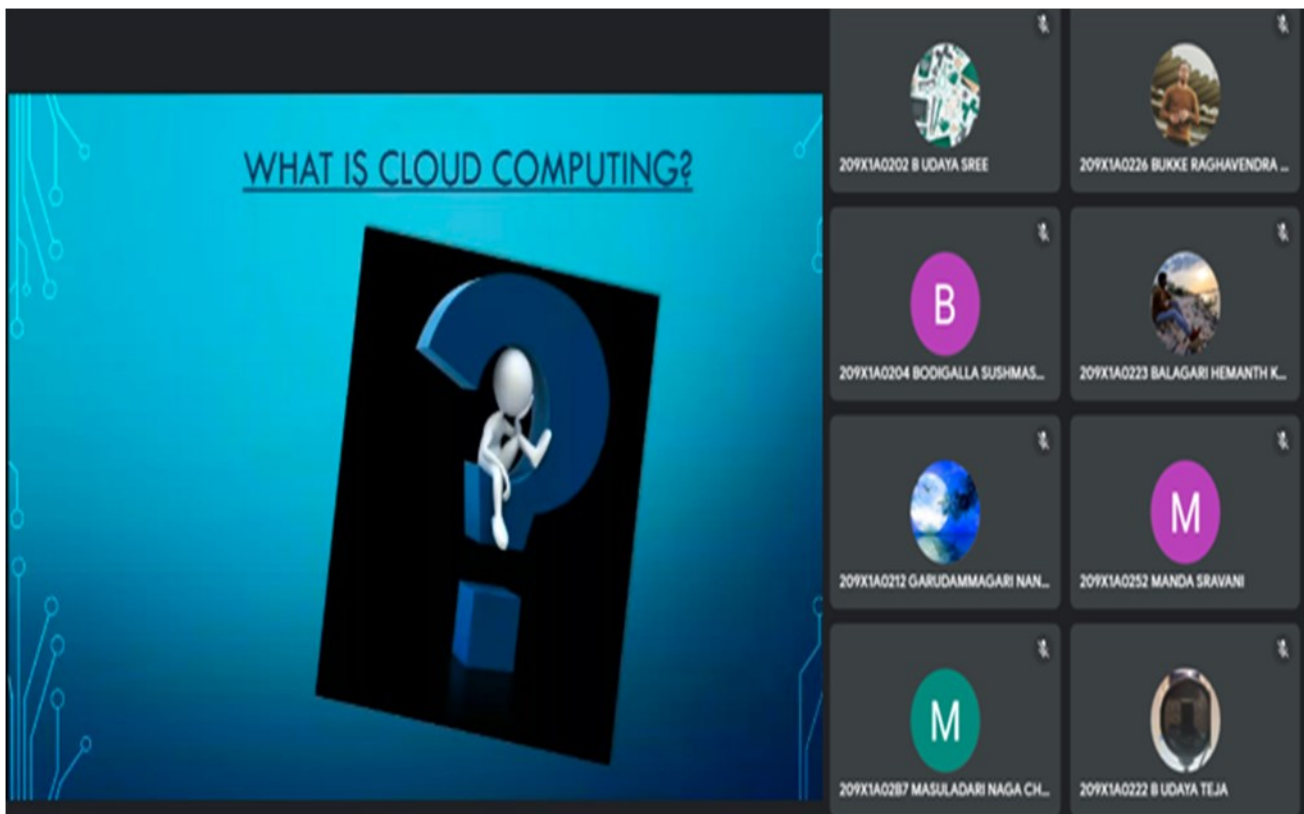 WHAT IS CLOUD COMPUTING?
209X1A0202 B UDAYA SREE
209X1A0226 BUKKE RAGHAVENDRA ...
B
209X1A0204 BODIGALLA SUSHMAS...
209X1A0223 BALAGARI HEMANTH K...
209X1A0212 GARUDAMMAGARI NAN...
M
209X1A0252 MANDA SRAVANI
M
209X1A02B7 MASULADARI NAGA CH...
209X1A0222 B UDAYA TEJA